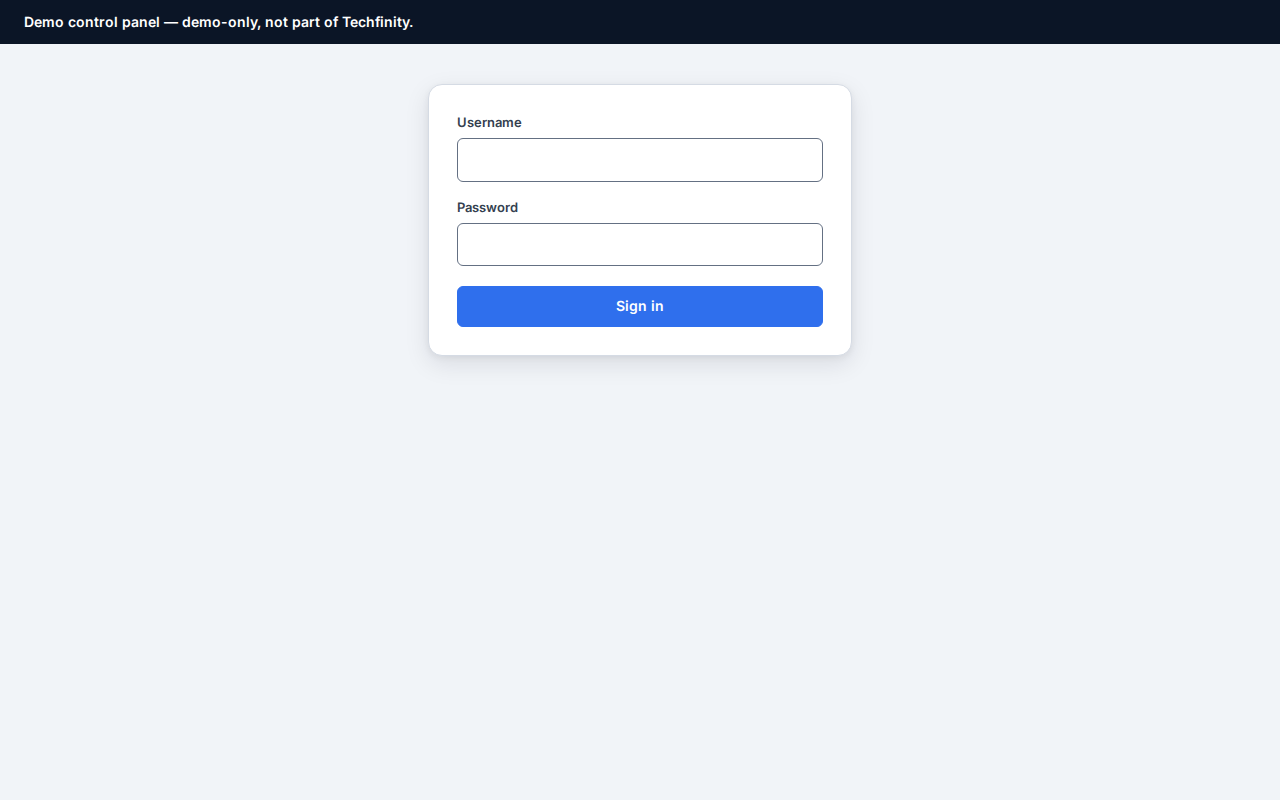 Demo control panel — demo-only, not part of Techfinity.
Username
Password
Sign in